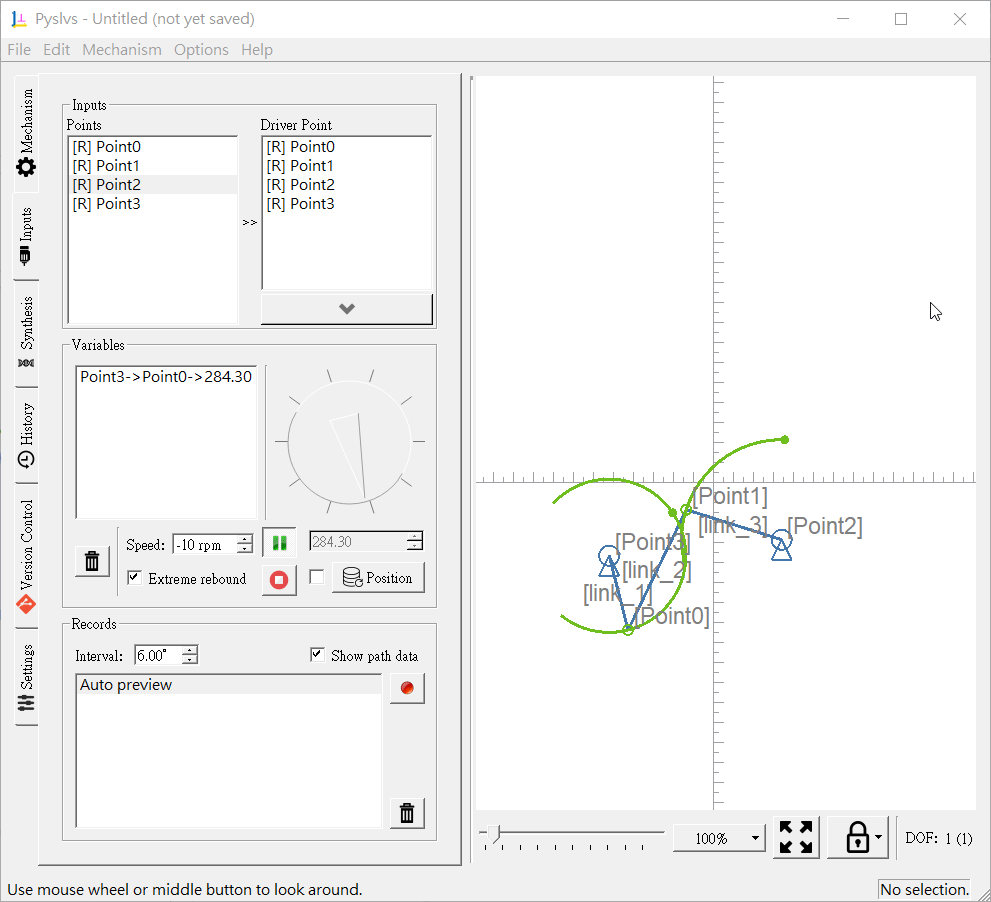 Pyslvs - Untitled (not yet saved)
File Edit Mechanism Options Help
Mechanism
Inputs
Synthesis
History
Version Control
Settings
Inputs
Points
[R] Point0
[R] Point1
[R] Point2
[R] Point3
>>
Driver Point
[R] Point0
[R] Point1
[R] Point2
[R] Point3
Variables
Point3->Point0->284.30
Speed: -10 rpm
284.30
Extreme rebound
Position
Records
Interval: 6.00°
Show path data
Auto preview
[Point1]
[link_3]
[Point2]
[Point3]
[link_2]
[link_1]
[Point0]
100%
DOF: 1 (1)
Use mouse wheel or middle button to look around.
No selection.